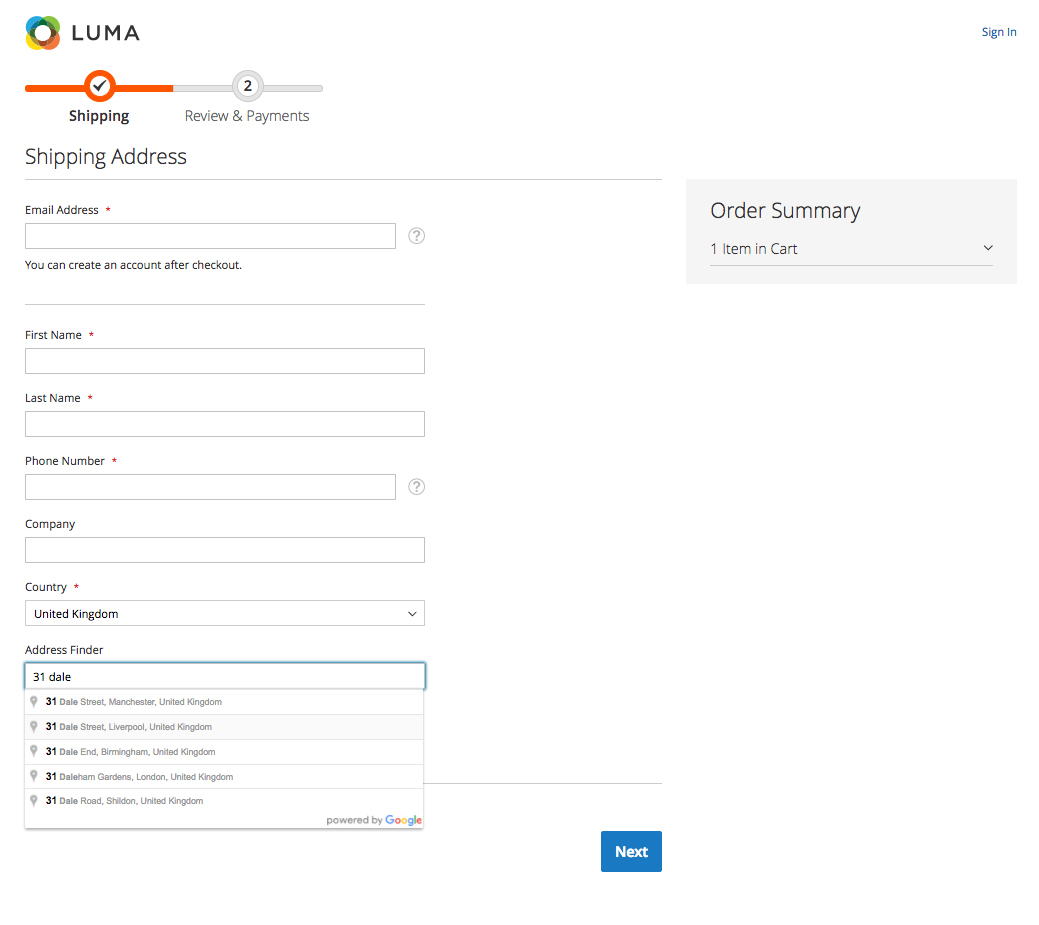 LUMA
Sign In
2
Shipping
Review & Payments
Shipping Address
Order Summary
1 Item in Cart
Email Address *
?
You can create an account after checkout.
First Name *
Last Name *
Phone Number *
?
Company
Country *
United Kingdom
Address Finder
31 dale
31 Dale Street, Manchester, United Kingdom
31 Dale Street, Liverpool, United Kingdom
31 Dale End, Birmingham, United Kingdom
31 Daleham Gardens, London, United Kingdom
31 Dale Road, Shildon, United Kingdom
powered by Google
Next